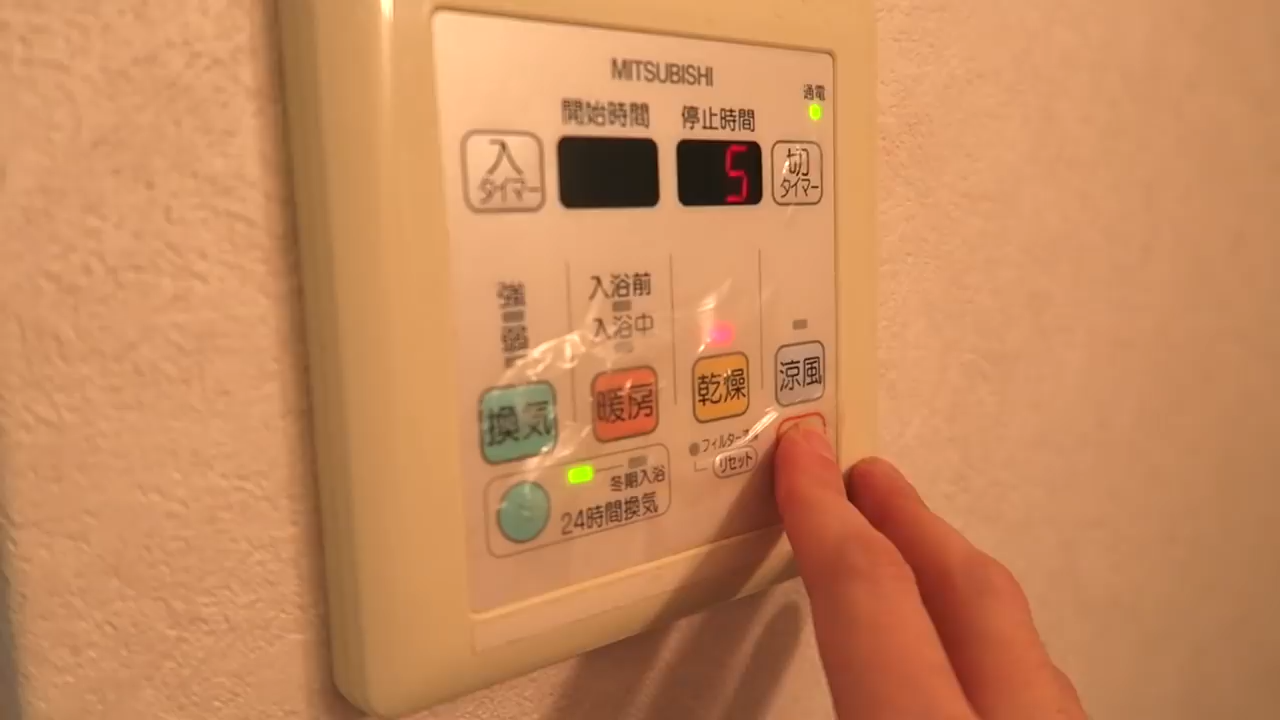 MITSUBISHI
通電
開始時間
停止時間
入
タイマー
5
切
タイマー
強
弱
入浴前
入浴中
換気
暖房
乾燥
涼風
フィルター
リセット
冬期入浴
24時間換気